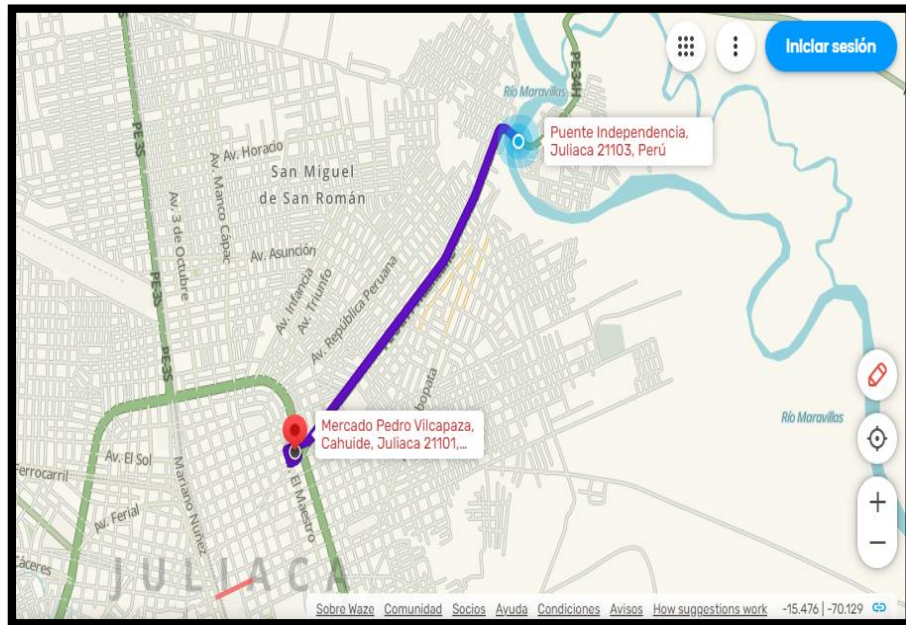 Iniciar sesión
Río Maravillas
PE-34H
Puente Independencia,
Juliaca 21103, Perú
PE-3S
Av. Horacio
San Miguel
de San Román
Av. Manco Cápac
Av. 3 de Octubre
Av. Asunción
Av. Infancia
Av. Triunfo
Av. República Peruana
PE-3S
PE-3S
Mercado Pedro Vilcapaza,
Cahuide, Juliaca 21101,...
Río Maravillas
Av. El Sol
Ferrocarril
Mariano Núñez
El Maestro
Av. Ferial
Cáceres
JULIACA
Sobre Waze Comunidad Socios Ayuda Condiciones Avisos How suggestions work -15.476 | -70.129